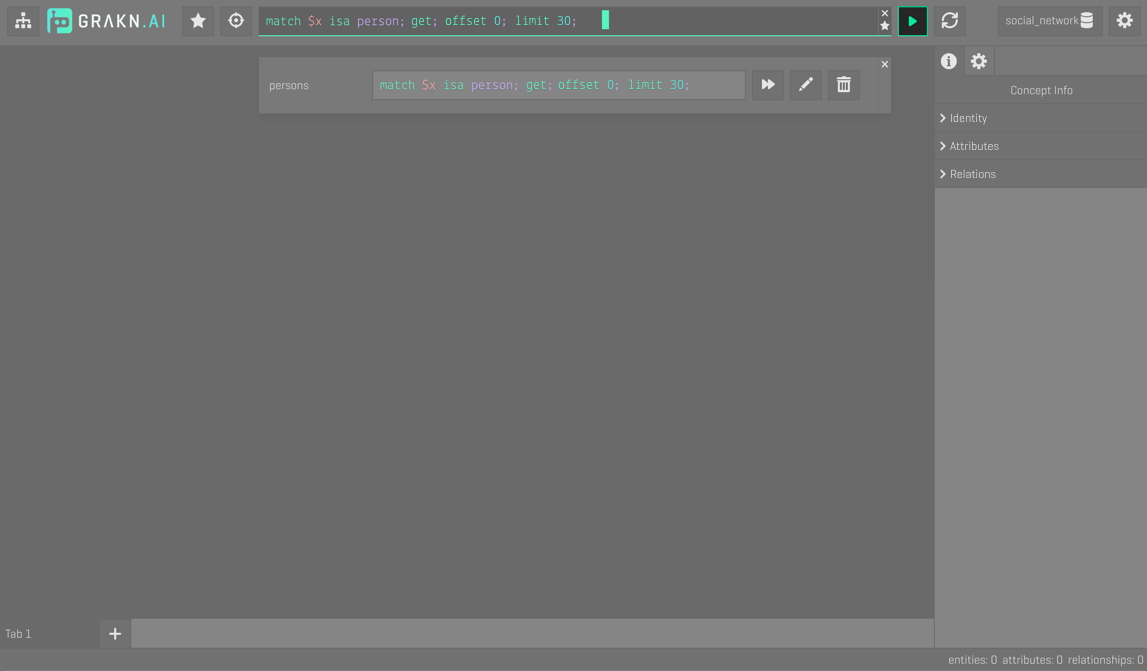 GRAKN.AI
match $x isa person; get; offset 0; limit 30;
social_network
persons
match $x isa person; get; offset 0; limit 30;
Concept Info
Identity
Attributes
Relations
Tab 1
entities: 0 attributes: 0 relationships: 0